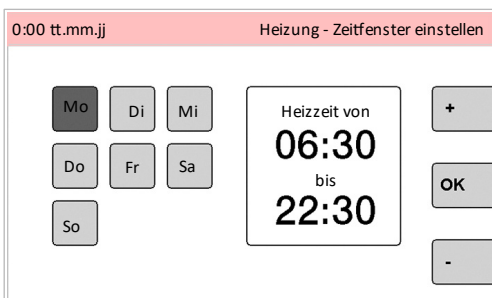 0:00 tt.mm.jj Heizung - Zeitfenster einstellen
Mo Di Mi
Do Fr Sa
So
Heizzeit von
06:30
bis
22:30
+
OK
-